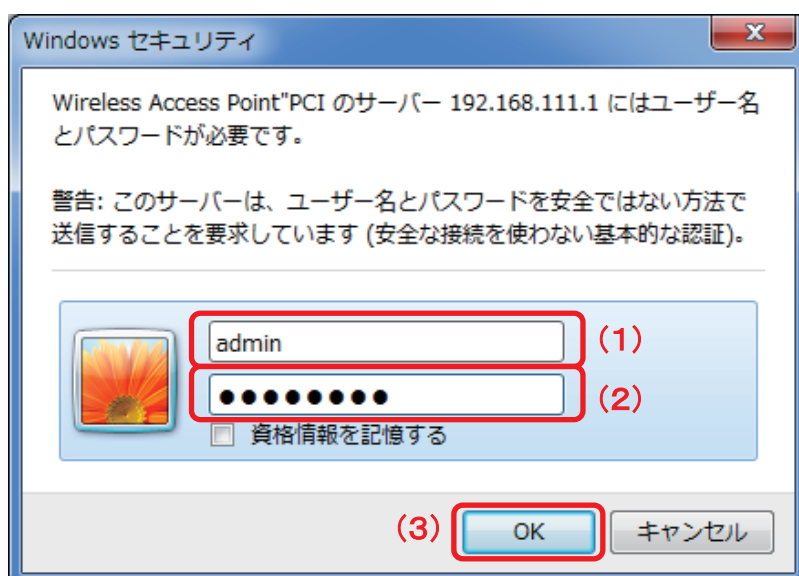 Windows セキュリティ
Wireless Access Point"PCI のサーバー 192.168.111.1 にはユーザー名
とパスワードが必要です。
警告: このサーバーは、ユーザー名とパスワードを安全ではない方法で
送信することを要求しています (安全な接続を使わない基本的な認証)。
admin
(1)
●●●●●●●●
(2)
資格情報を記憶する
(3)
OK
キャンセル